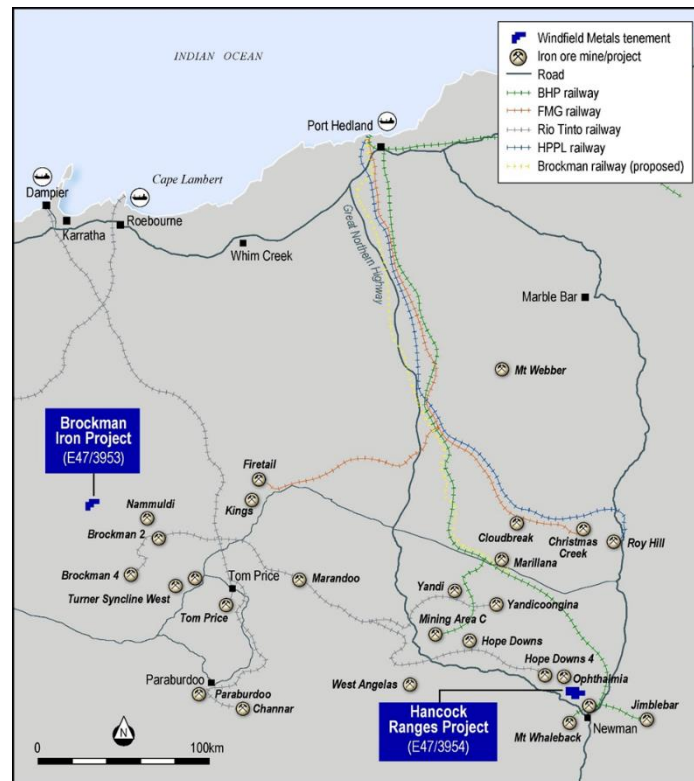 INDIAN OCEAN
Windfield Metals tenement
Iron ore mine/project
Road
BHP railway
FMG railway
Rio Tinto railway
HPPL railway
Brockman railway (proposed)
Port Hedland
Cape Lambert
Dampier
Karratha
Roebourne
Whim Creek
Great Northern Highway
Marble Bar
Mt Webber
Brockman
Iron Project
(E47/3953)
Firetail
Kings
Nammuldi
Brockman 2
Brockman 4
Turner Syncline West
Tom Price
Tom Price
Marandoo
Cloudbreak
Christmas
Creek
Roy Hill
Marillana
Yandi
Yandicoongina
Mining Area C
Hope Downs
Hope Downs 4
Ophthalmia
West Angelas
Paraburdoo
Paraburdoo
Channar
Hancock
Ranges Project
(E47/3954)
Jimblebar
Newman
Mt Whaleback
N
0 100km